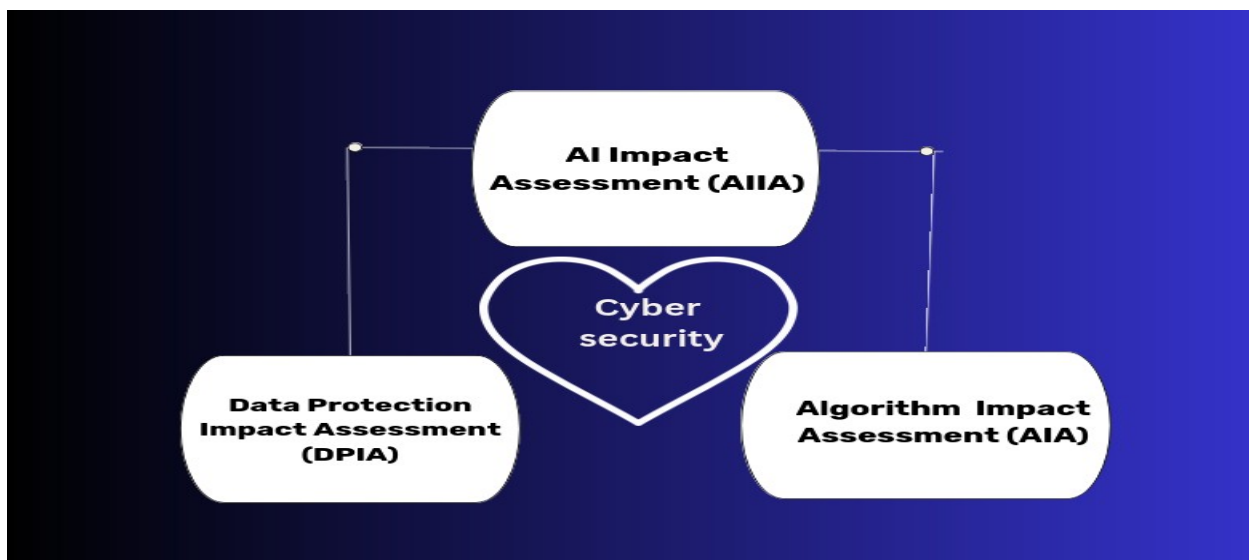 AI Impact
Assessment (AIIA)
Cyber
security
Data Protection
Impact Assessment
(DPIA)
Algorithm Impact
Assessment (AIA)